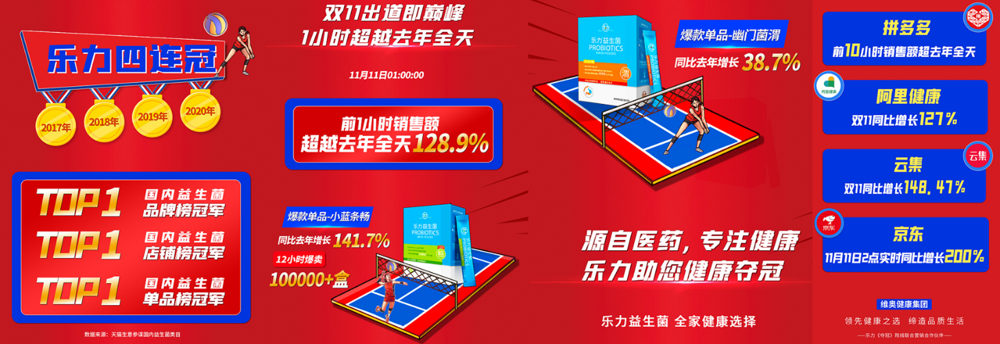 乐力四连冠
2017年
2018年
2019年
2020年
TOP1
国内益生菌
品牌榜冠军
TOP1
国内益生菌
店铺榜冠军
TOP1
国内益生菌
单品榜冠军
数据来源：天猫生意参谋国内益生菌类目
双11出道即巅峰
1小时超越去年全天
11月11日01:00:00
前1小时销售额
超越去年全天128.9%
爆款单品-小蓝条畅
同比去年增长 141.7%
12小时爆卖
100000+盒
乐力益生菌
PROBIOTICS
PROBIOTICS
爆款单品-幽门菌渭
同比去年增长 38.7%
乐力益生菌
PROBIOTICS
渭
PROBIOTICS
源自医药，专注健康
乐力助您健康夺冠
乐力益生菌 全家健康选择
拼多多
前10小时销售额超去年全天
阿里健康
阿里健康
双11同比增长127%
云集
云集
双11同比增长148.47%
京东
京东
11月11日2点实时同比增长200%
维奥健康集团
领先健康之选 缔造品质生活
——乐力《夺冠》院线联合营销合作伙伴——